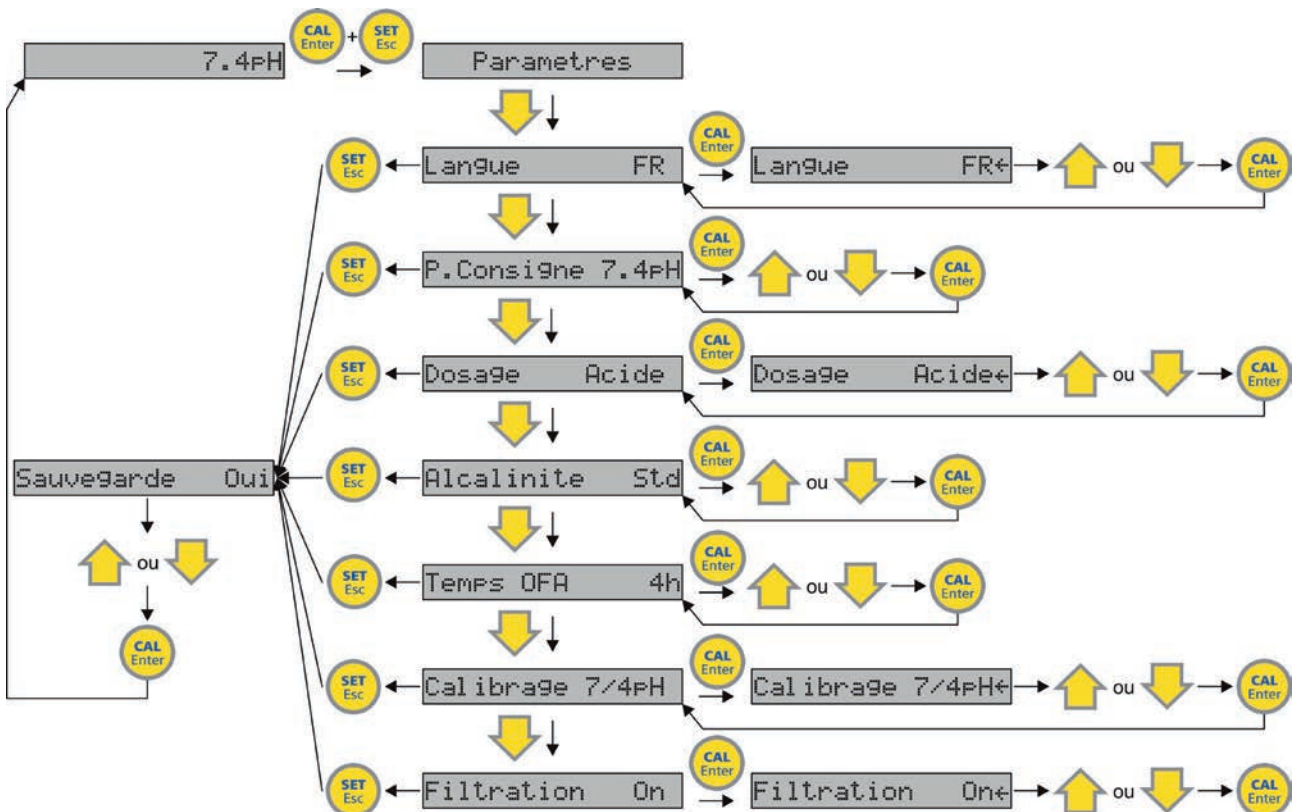 7.4pH CAL Enter + SET Esc Parametres
SET Esc Langue FR CAL Enter Langue FR← ou CAL Enter
SET Esc P.Consigne 7.4pH CAL Enter ou CAL Enter
SET Esc Dosage Acide CAL Enter Dosage Acide← ou CAL Enter
Sauvegarde Oui SET Esc Alcalinite Std CAL Enter ou CAL Enter
ou
SET Esc Temps OFA 4h CAL Enter ou CAL Enter
CAL Enter
SET Esc Calibrage 7/4pH CAL Enter Calibrage 7/4pH← ou CAL Enter
SET Esc Filtration On CAL Enter Filtration On← ou CAL Enter